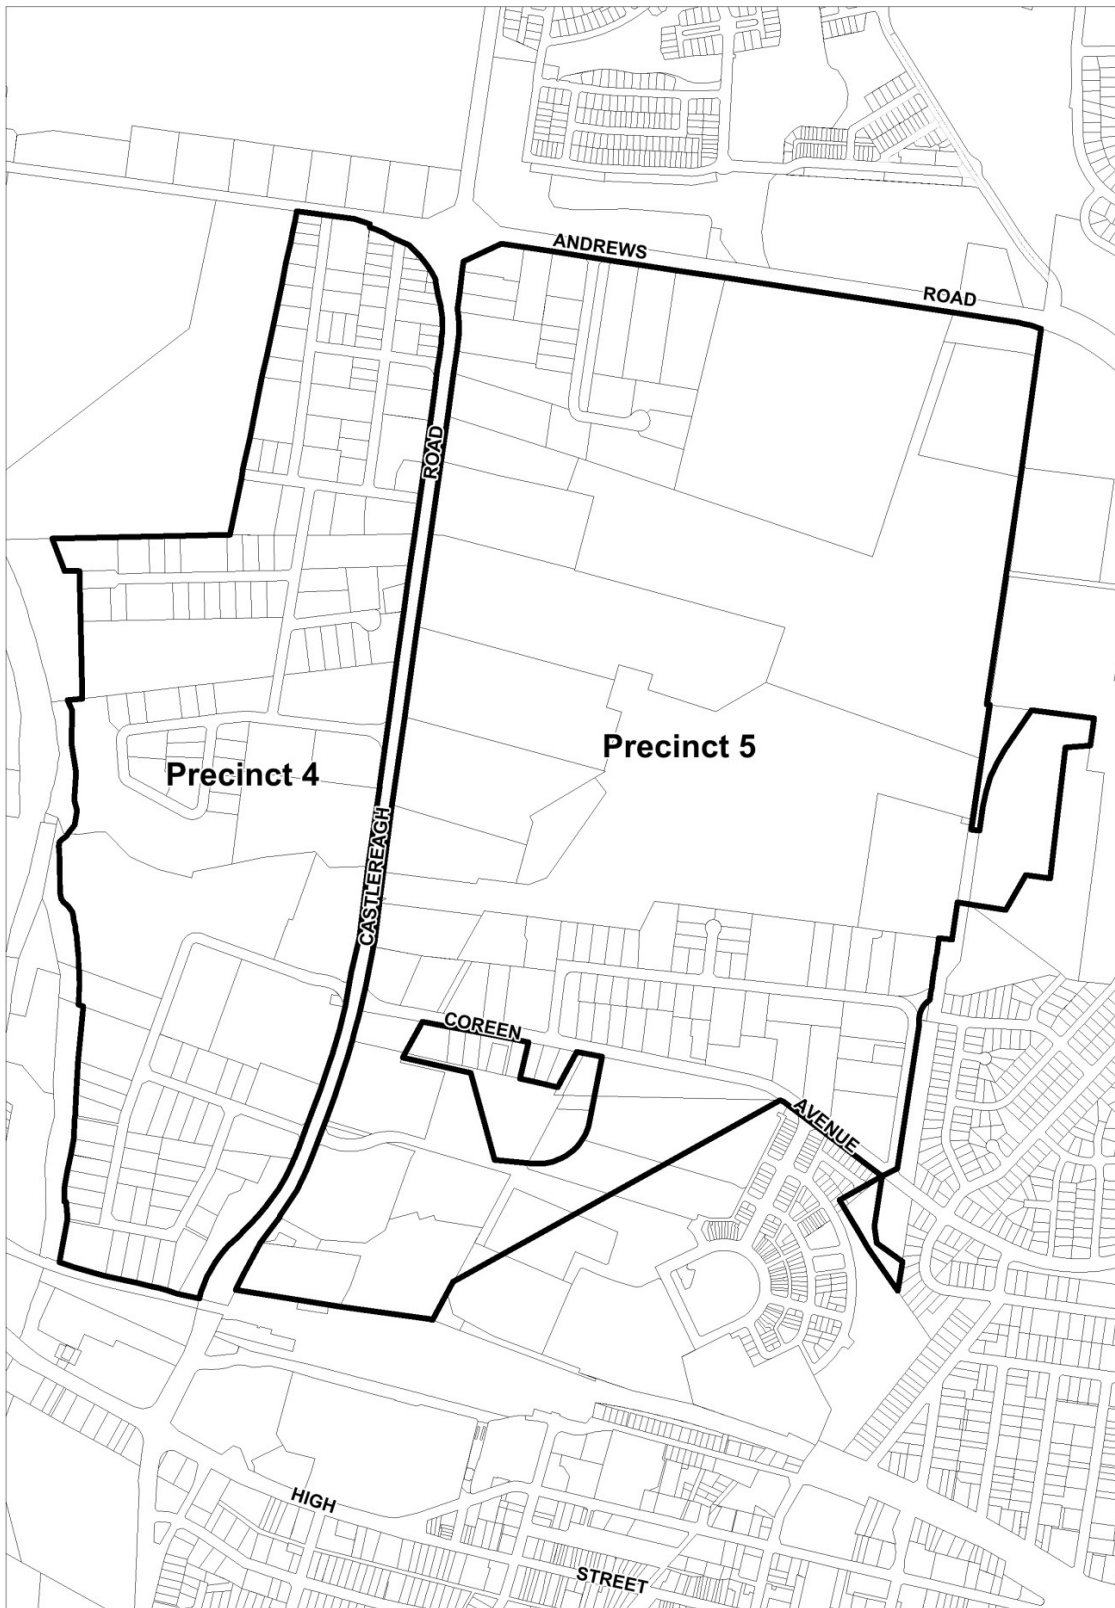 ANDREWS
ROAD
ROAD
Precinct 5
Precinct 4
CASTLEREAGH
COREEN
AVENUE
HIGH
STREET